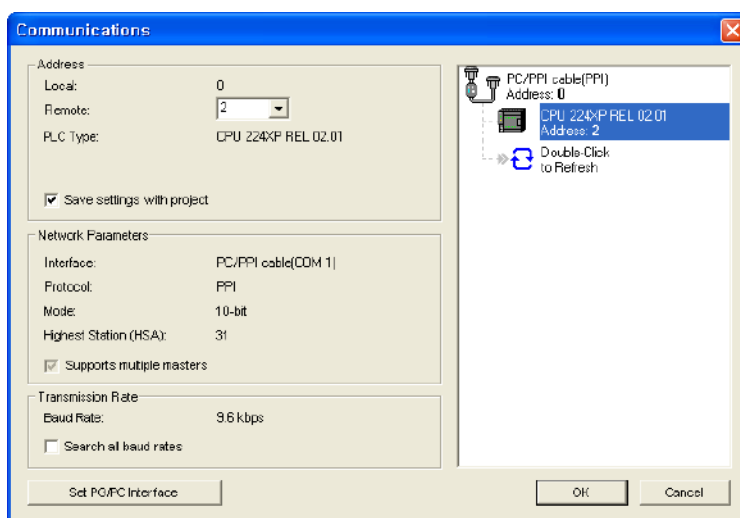 Communications
Address
Local: 0
Remote: 2
PLC Type: CPU 224XP REL 02.01
Save settings with project
Network Parameters
Interface: PC/PPI cable(COM 1)
Protocol: PPI
Mode: 10-bit
Highest Station (HSA): 31
Supports multiple masters
Transmission Rate
Baud Rate: 9.6 kbps
Search all baud rates
Set PG/PC Interface
PC/PPI cable(PPI)
Address: 0
CPU 224XP REL 02.01
Address: 2
Double-Click
to Refresh
OK
Cancel